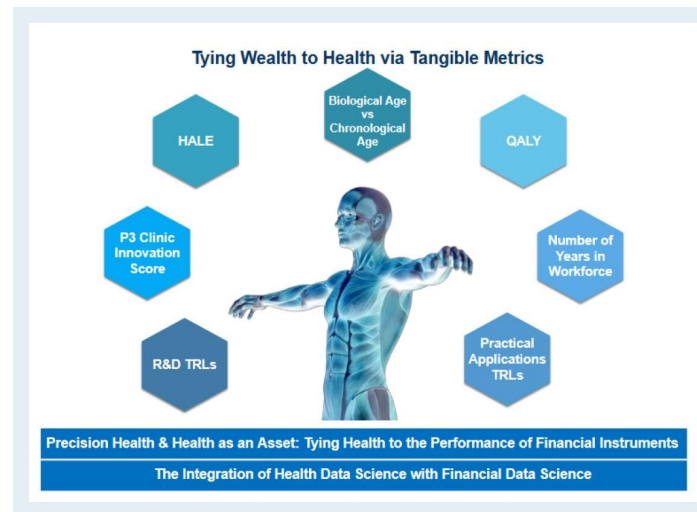 Tying Wealth to Health via Tangible Metrics
Biological Age
vs
Chronological
Age
HALE
QALY
P3 Clinic
Innovation
Score
Number of
Years in
Workforce
R&D TRLs
Practical
Applications
TRLs
Precision Health & Health as an Asset: Tying Health to the Performance of Financial Instruments
The Integration of Health Data Science with Financial Data Science